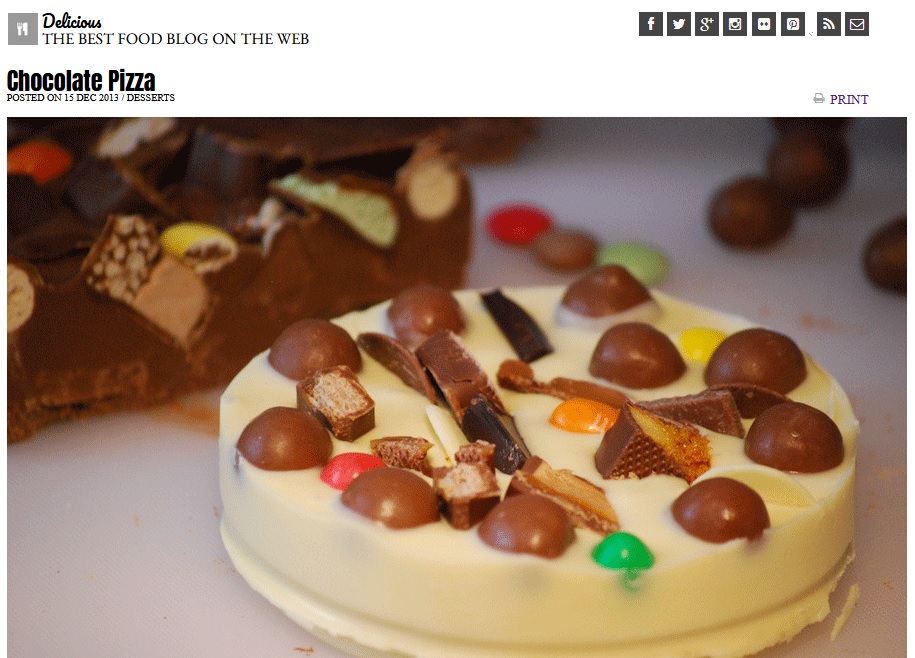 Delicious
THE BEST FOOD BLOG ON THE WEB
Chocolate Pizza
POSTED ON 15 DEC 2013 / DESSERTS
PRINT